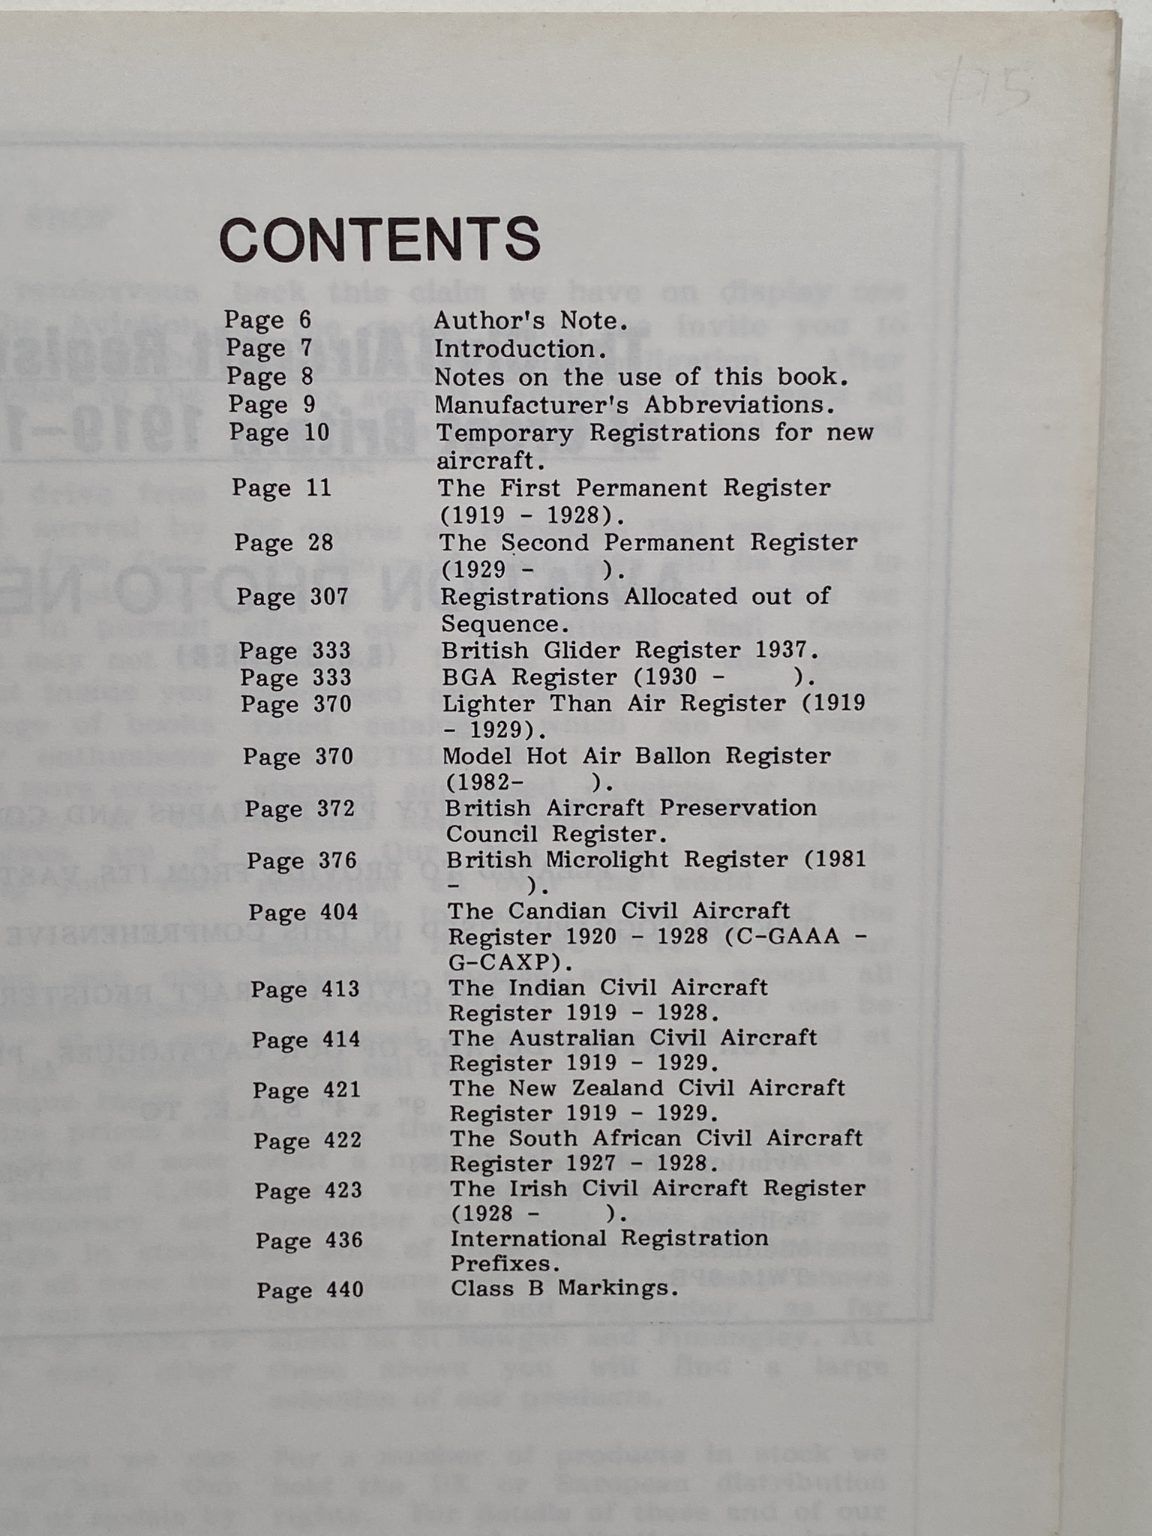 CONTENTS
Page 6 Author's Note.
Page 7 Introduction.
Page 8 Notes on the use of this book.
Page 9 Manufacturer's Abbreviations.
Page 10 Temporary Registrations for new
aircraft.
Page 11 The First Permanent Register
(1919 - 1928).
Page 28 The Second Permanent Register
(1929 - ).
Page 307 Registrations Allocated out of
Sequence.
Page 333 British Glider Register 1937.
Page 333 BGA Register (1930 - ).
Page 370 Lighter Than Air Register (1919
- 1929).
Page 370 Model Hot Air Ballon Register
(1982- ).
Page 372 British Aircraft Preservation
Council Register.
Page 376 British Microlight Register (1981
- ).
Page 404 The Candian Civil Aircraft
Register 1920 - 1928 (C-GAAA -
G-CAXP).
Page 413 The Indian Civil Aircraft
Register 1919 - 1928.
Page 414 The Australian Civil Aircraft
Register 1919 - 1929.
Page 421 The New Zealand Civil Aircraft
Register 1919 - 1929.
Page 422 The South African Civil Aircraft
Register 1927 - 1928.
Page 423 The Irish Civil Aircraft Register
(1928 - ).
Page 436 International Registration
Prefixes.
Page 440 Class B Markings.